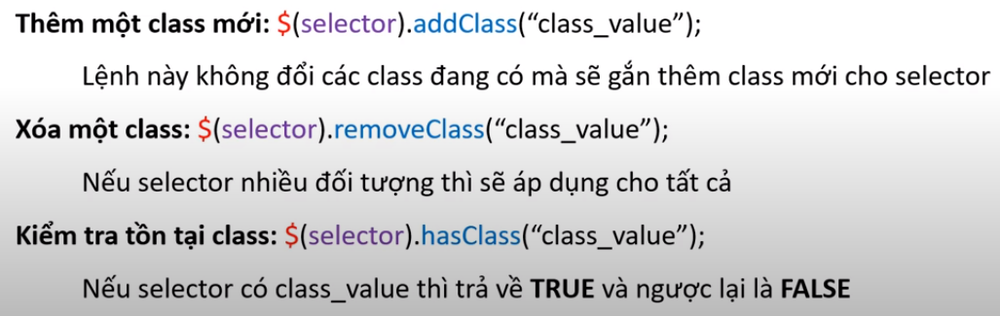 Thêm một class mới: $(selector).addClass(“class_value”);
Lệnh này không đổi các class đang có mà sẽ gắn thêm class mới cho selector
Xóa một class: $(selector).removeClass(“class_value”);
Nếu selector nhiều đối tượng thì sẽ áp dụng cho tất cả
Kiểm tra tồn tại class: $(selector).hasClass(“class_value”);
Nếu selector có class_value thì trả về TRUE và ngược lại là FALSE